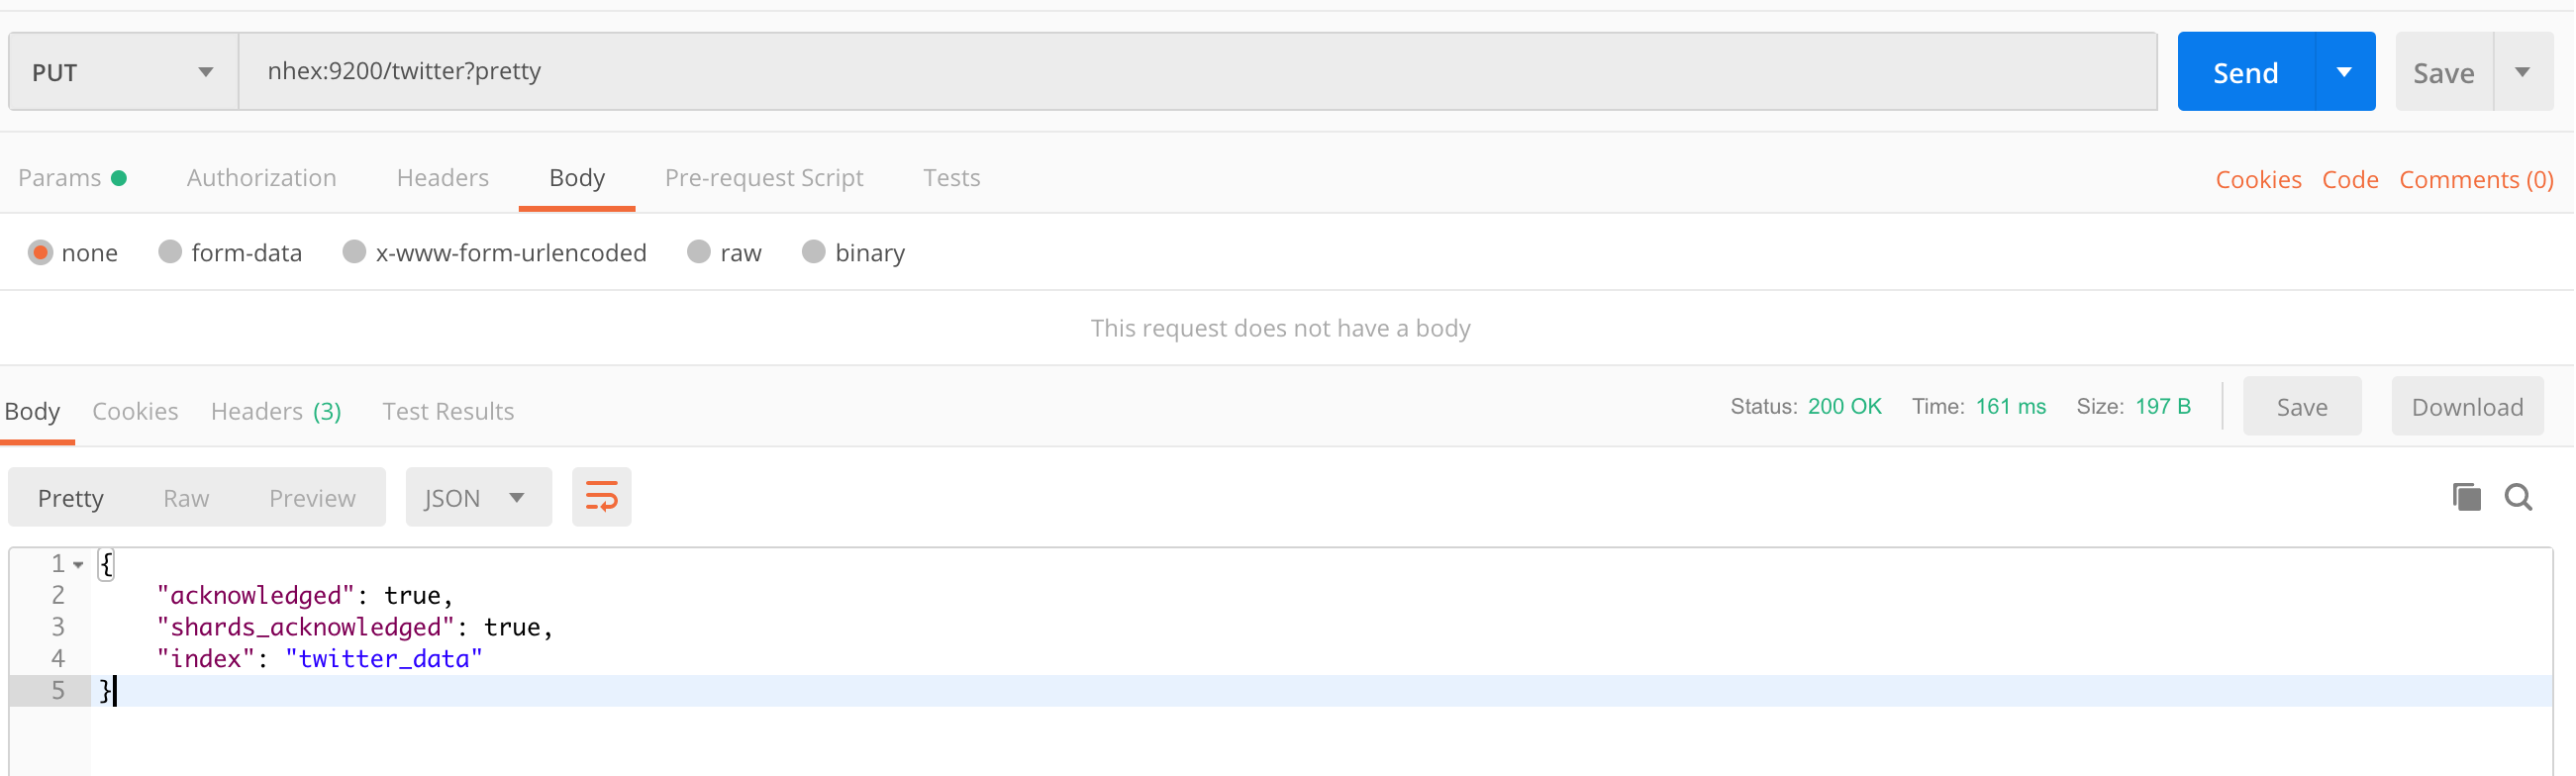 PUT nhex:9200/twitter?pretty Send Save
Params Authorization Headers Body Pre-request Script Tests Cookies Code Comments (0)
none form-data x-www-form-urlencoded raw binary
This request does not have a body
Body Cookies Headers (3) Test Results Status: 200 OK Time: 161 ms Size: 197 B Save Download
Pretty Raw Preview JSON
1 {
2 "acknowledged": true,
3 "shards_acknowledged": true,
4 "index": "twitter_data"
5 }